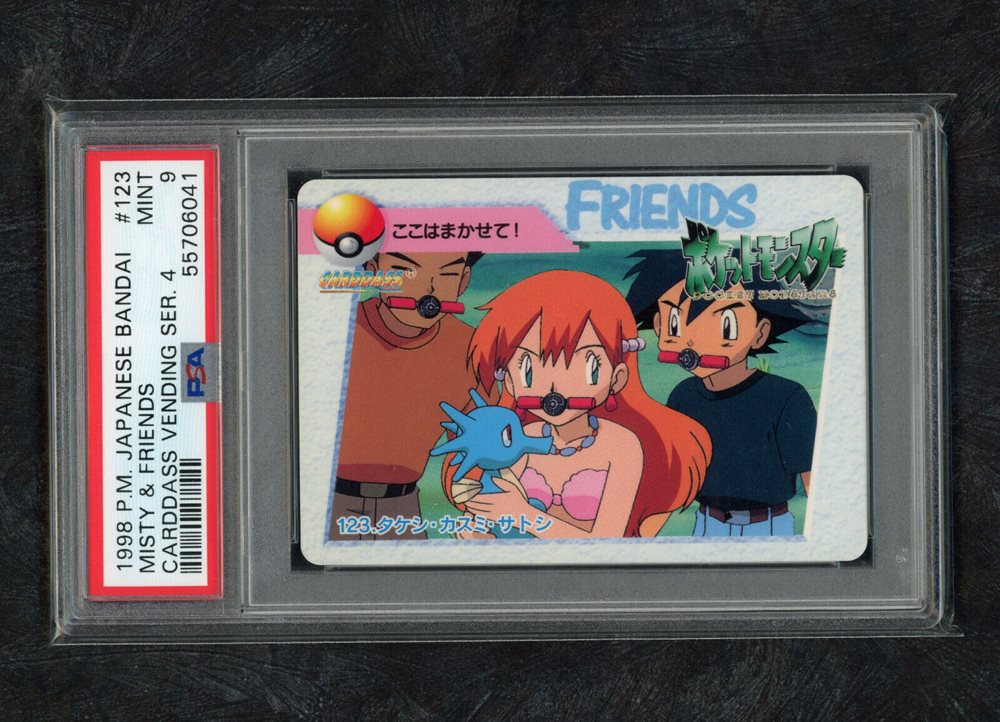 1998 P.M. JAPANESE BANDAI #123
MISTY & FRIENDS MINT
CARDDASS VENDING SER. 4 9
55706041
PSA
FRIENDS
ここはまかせて!
ポケットモンスター
POCKET MONSTERS
CARDDASS
123.タケシ・カスミ・サトシ